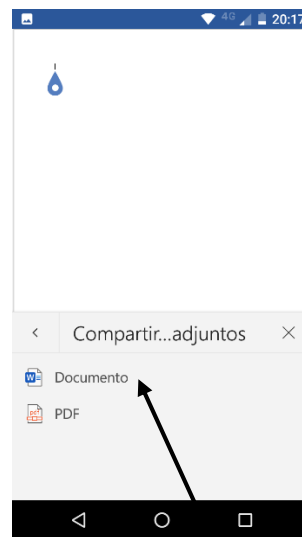 4G 20:17
< Compartir...adjuntos ×
Documento
PDF